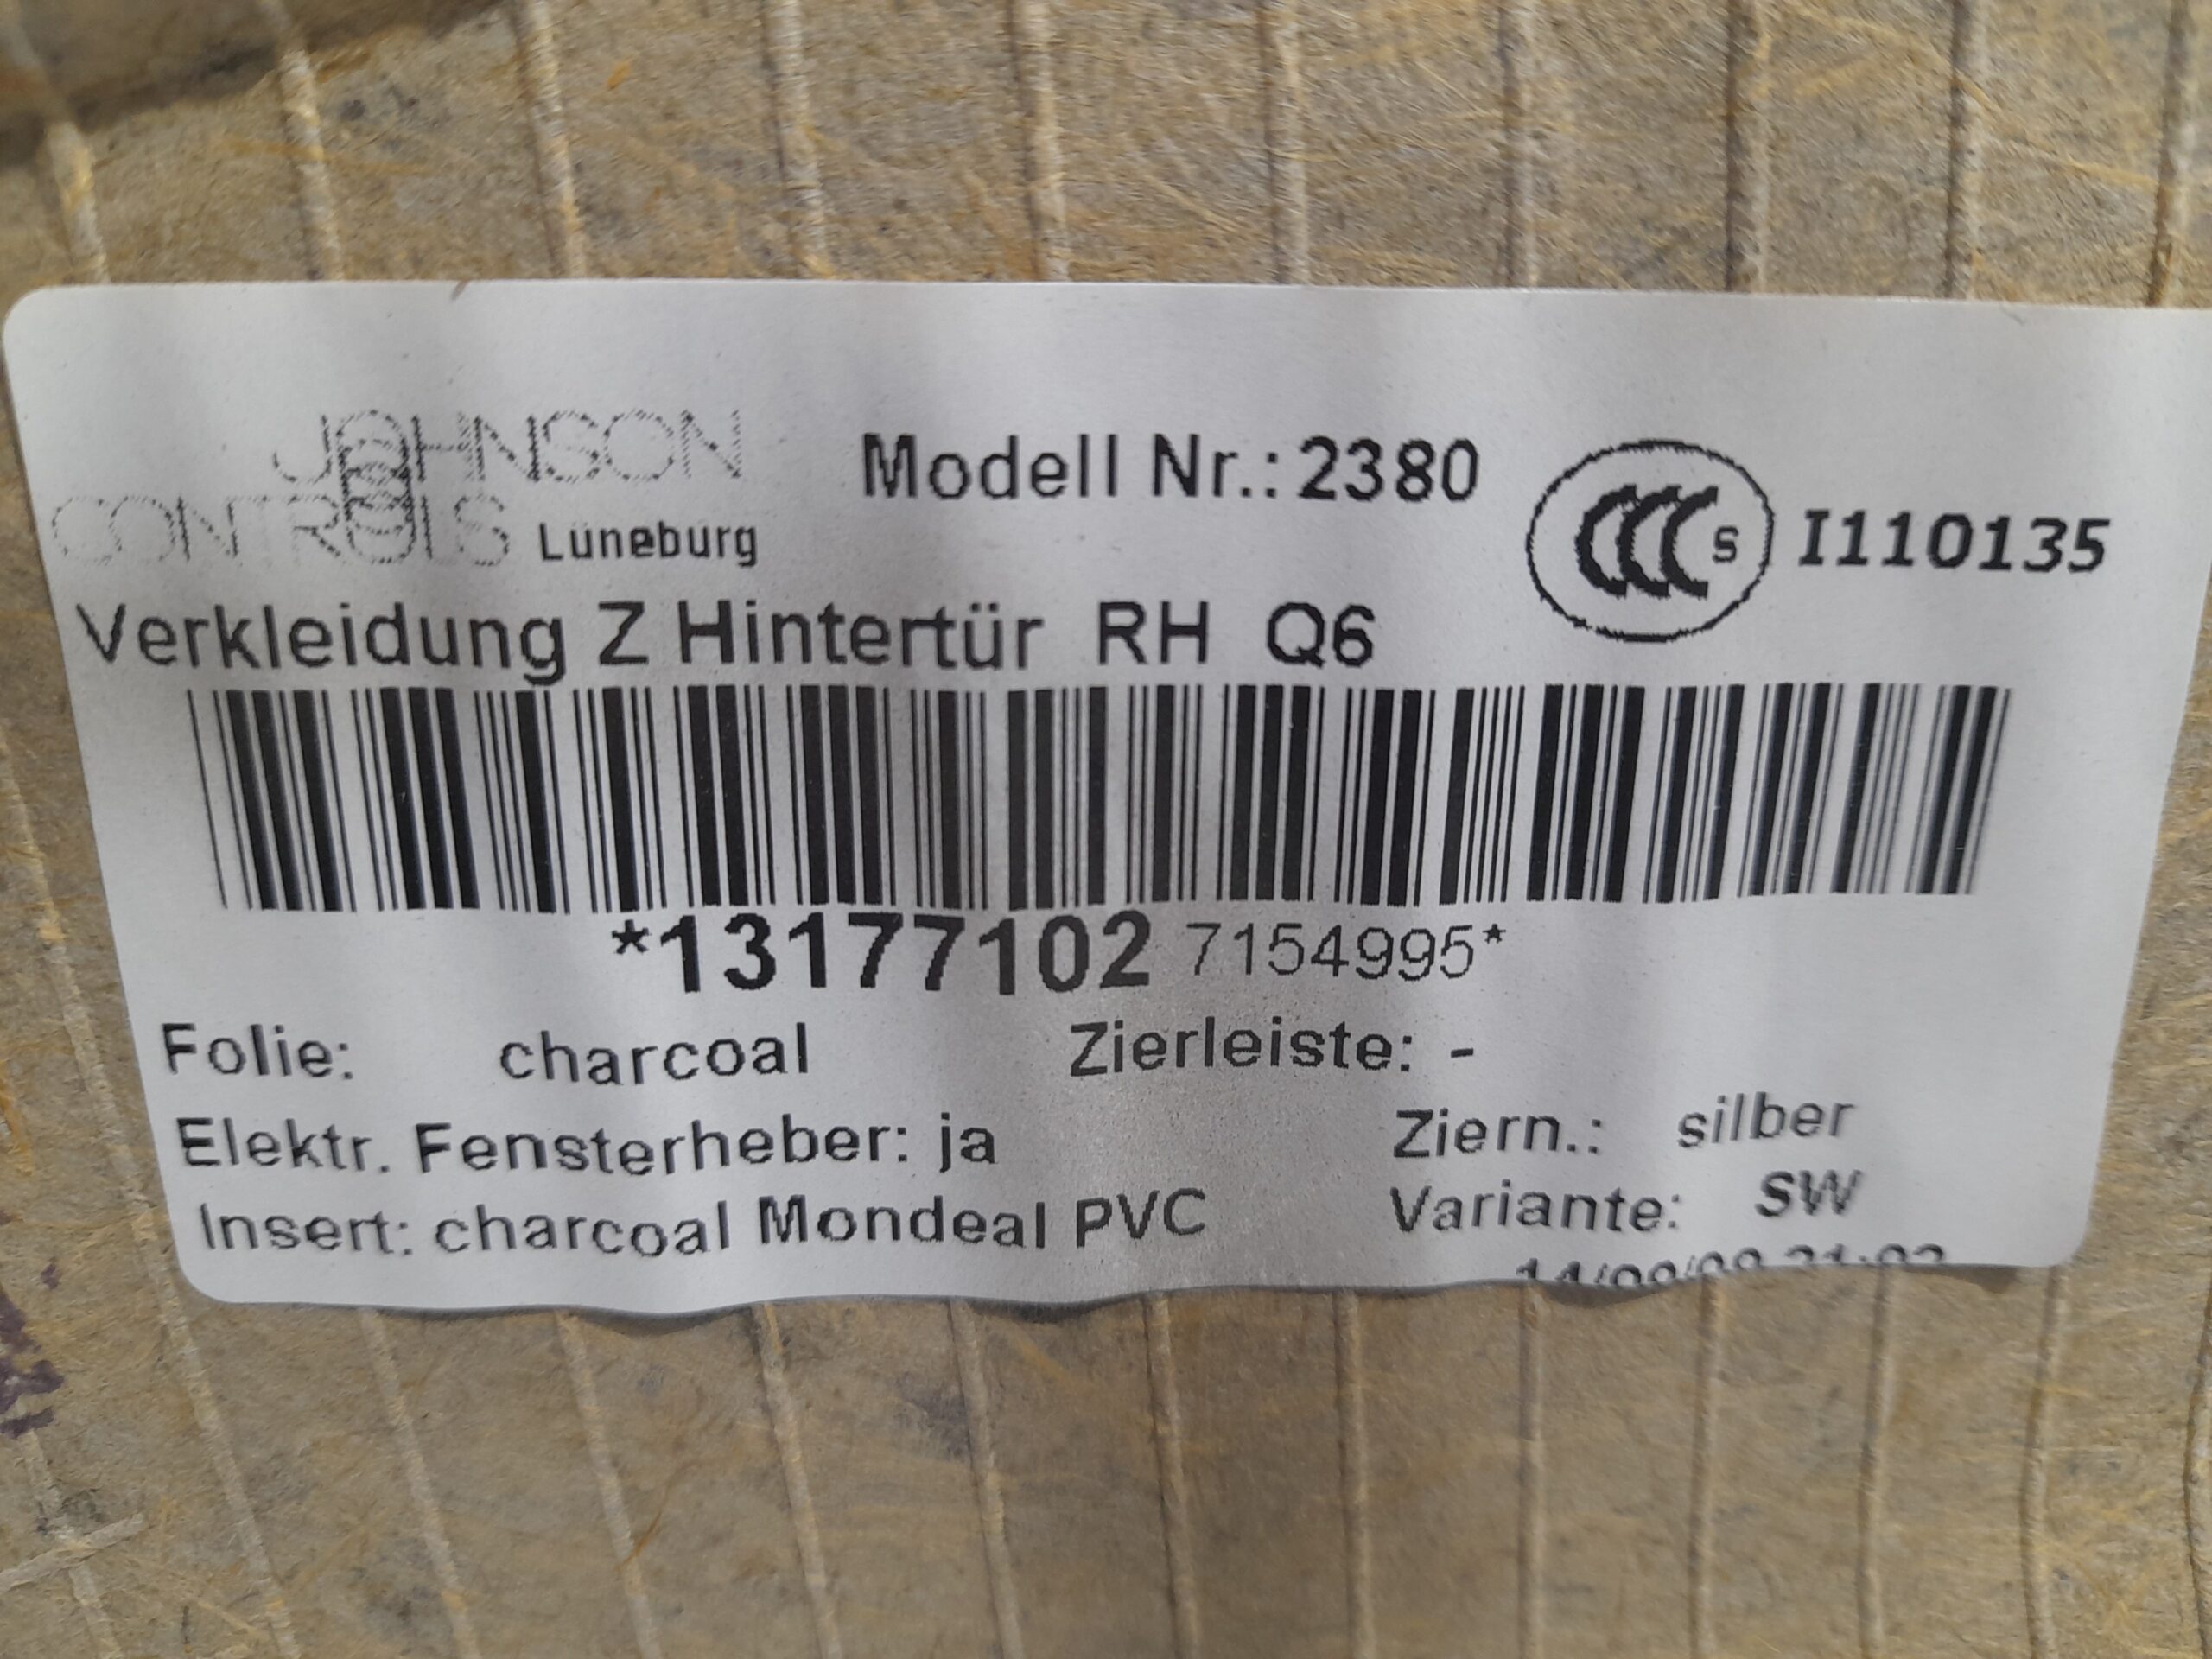 JOHNSON
CONTROLS Lüneburg
Modell Nr.: 2380
CCC S I110135
Verkleidung Z Hintertür RH Q6
*13177102 7154995*
Folie: charcoal Zierleiste: -
Elektr. Fensterheber: ja Ziern.: silber
Insert: charcoal Mondeal PVC Variante: SW